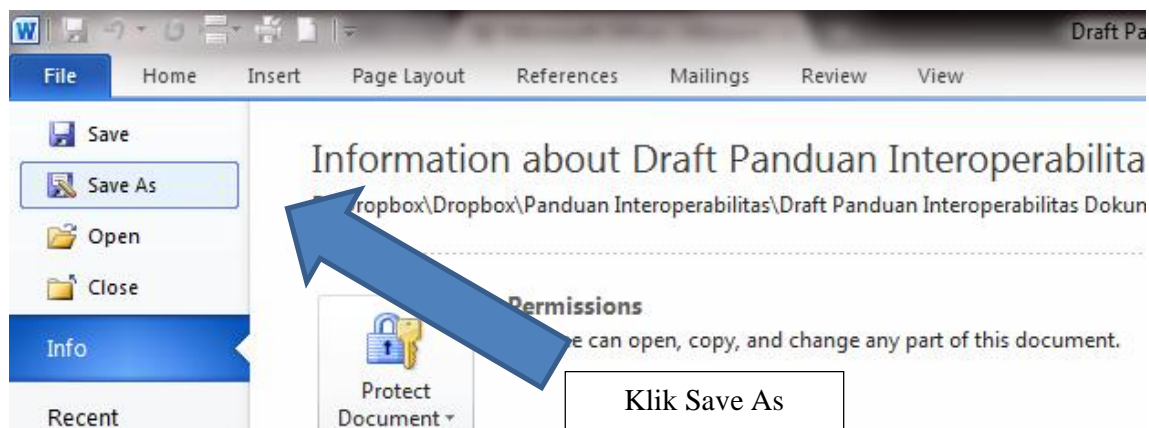 Draft Pa
File Home Insert Page Layout References Mailings Review View
Save
Save As
Open
Close
Info
Recent
Information about Draft Panduan Interoperabilita
ropbox\Dropbox\Panduan Interoperabilitas\Draft Panduan Interoperabilitas Dokun
Permissions
e can open, copy, and change any part of this document.
Protect
Document
Klik Save As